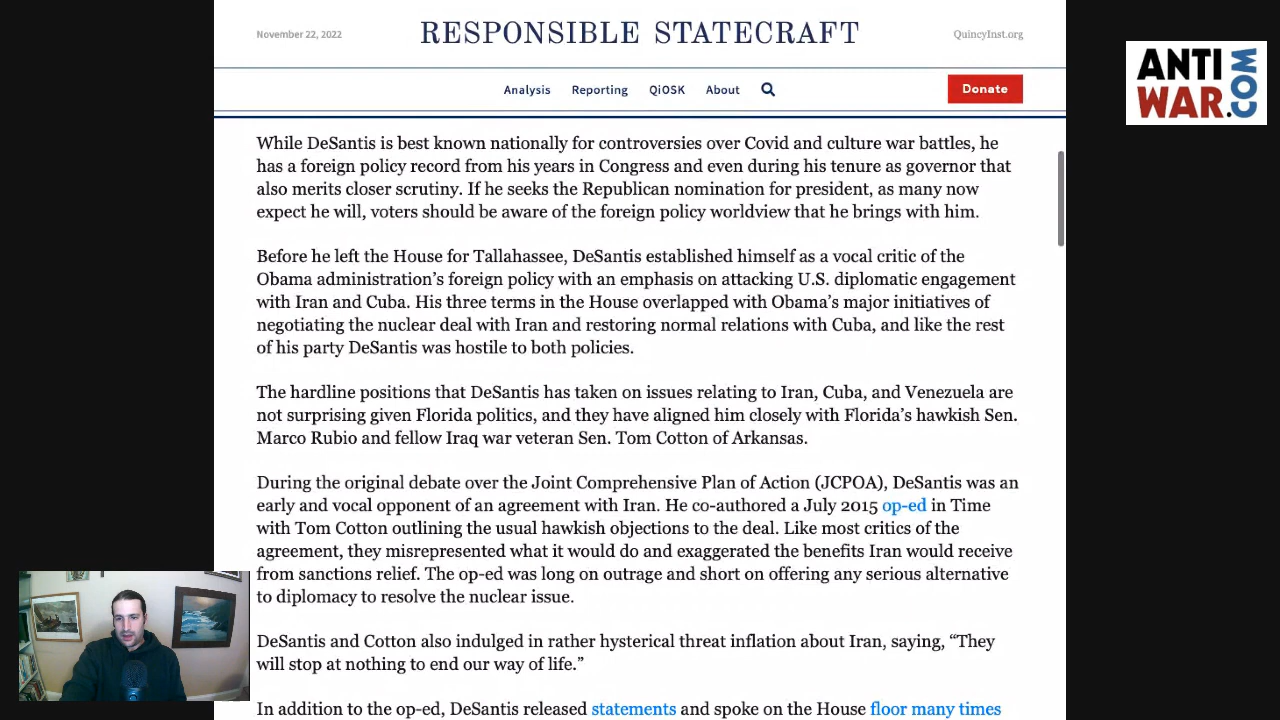 November 22, 2022
RESPONSIBLE STATECRAFT
QuincyInst.org
ANTI
WAR.COM
Analysis Reporting QiOSK About
Donate
While DeSantis is best known nationally for controversies over Covid and culture war battles, he
has a foreign policy record from his years in Congress and even during his tenure as governor that
also merits closer scrutiny. If he seeks the Republican nomination for president, as many now
expect he will, voters should be aware of the foreign policy worldview that he brings with him.
Before he left the House for Tallahassee, DeSantis established himself as a vocal critic of the
Obama administration’s foreign policy with an emphasis on attacking U.S. diplomatic engagement
with Iran and Cuba. His three terms in the House overlapped with Obama’s major initiatives of
negotiating the nuclear deal with Iran and restoring normal relations with Cuba, and like the rest
of his party DeSantis was hostile to both policies.
The hardline positions that DeSantis has taken on issues relating to Iran, Cuba, and Venezuela are
not surprising given Florida politics, and they have aligned him closely with Florida’s hawkish Sen.
Marco Rubio and fellow Iraq war veteran Sen. Tom Cotton of Arkansas.
During the original debate over the Joint Comprehensive Plan of Action (JCPOA), DeSantis was an
early and vocal opponent of an agreement with Iran. He co-authored a July 2015 op-ed in Time
with Tom Cotton outlining the usual hawkish objections to the deal. Like most critics of the
agreement, they misrepresented what it would do and exaggerated the benefits Iran would receive
from sanctions relief. The op-ed was long on outrage and short on offering any serious alternative
to diplomacy to resolve the nuclear issue.
DeSantis and Cotton also indulged in rather hysterical threat inflation about Iran, saying, “They
will stop at nothing to end our way of life.”
In addition to the op-ed, DeSantis released statements and spoke on the House floor many times